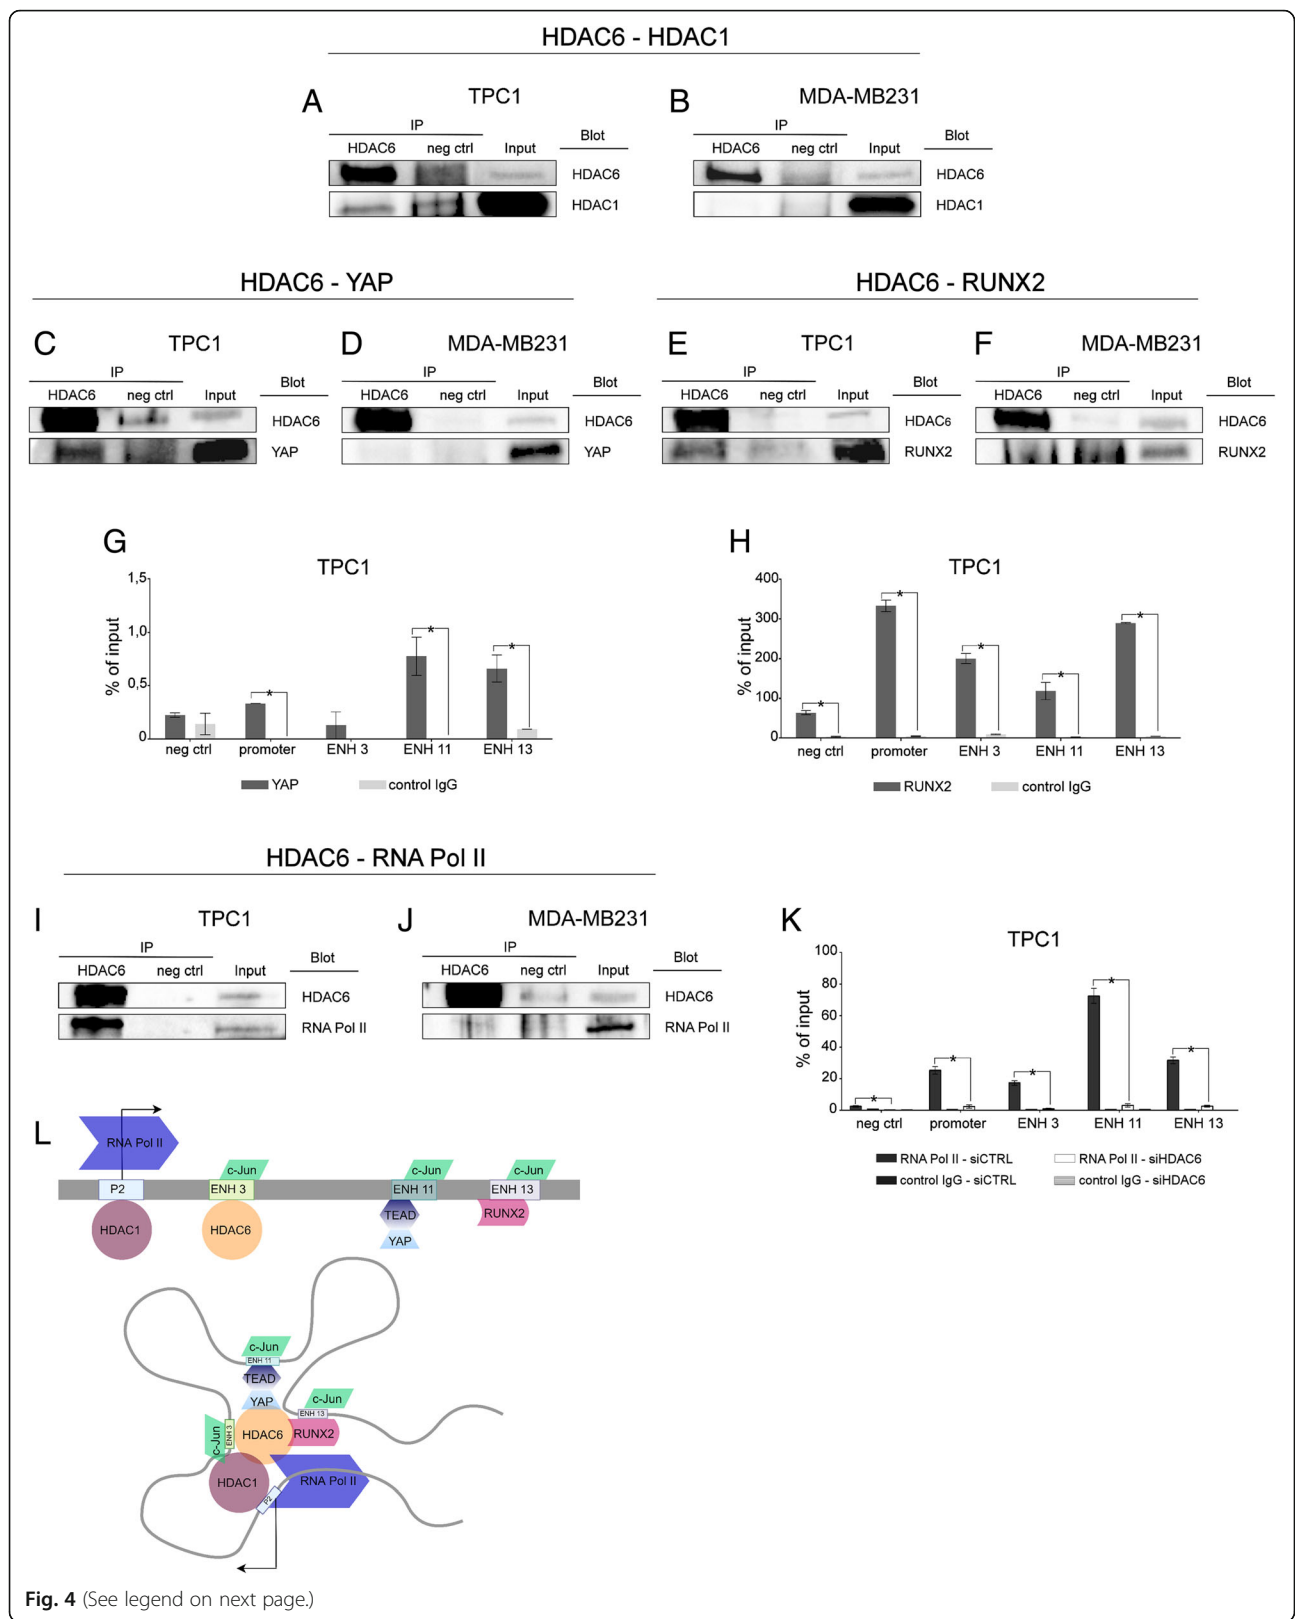 HDAC6 - HDAC1
A
TPC1
IP
Blot
HDAC6 neg ctrl Input
HDAC6
HDAC1
B
MDA-MB231
IP
Blot
HDAC6 neg ctrl Input
HDAC6
HDAC1
HDAC6 - YAP
C
TPC1
IP
Blot
HDAC6 neg ctrl Input
HDAC6
YAP
D
MDA-MB231
IP
Blot
HDAC6 neg ctrl Input
HDAC6
YAP
HDAC6 - RUNX2
E
TPC1
IP
Blot
HDAC6 neg ctrl Input
HDAC6
RUNX2
F
MDA-MB231
IP
Blot
HDAC6 neg ctrl Input
HDAC6
RUNX2
G
TPC1
% of input
1,5
1,0
0,5
0
* * *
neg ctrl promoter ENH 3 ENH 11 ENH 13
YAP control IgG
H
TPC1
% of input
400
300
200
100
0
* * * * *
neg ctrl promoter ENH 3 ENH 11 ENH 13
RUNX2 control IgG
HDAC6 - RNA Pol II
I
TPC1
IP
Blot
HDAC6 neg ctrl Input
HDAC6
RNA Pol II
J
MDA-MB231
IP
Blot
HDAC6 neg ctrl Input
HDAC6
RNA Pol II
K
TPC1
% of input
100
80
60
40
20
0
* * * * *
neg ctrl promoter ENH 3 ENH 11 ENH 13
RNA Pol II - siCTRL RNA Pol II - siHDAC6
control IgG - siCTRL control IgG - siHDAC6
L
RNA Pol II
c-Jun c-Jun c-Jun
P2 ENH 3 ENH 11 ENH 13
HDAC1 HDAC6 TEAD RUNX2
YAP
c-Jun
ENH 11
TEAD
YAP
c-Jun
ENH 13
c-Jun
ENH 3
HDAC6 RUNX2
HDAC1 RNA Pol II
P2
Fig. 4 (See legend on next page.)